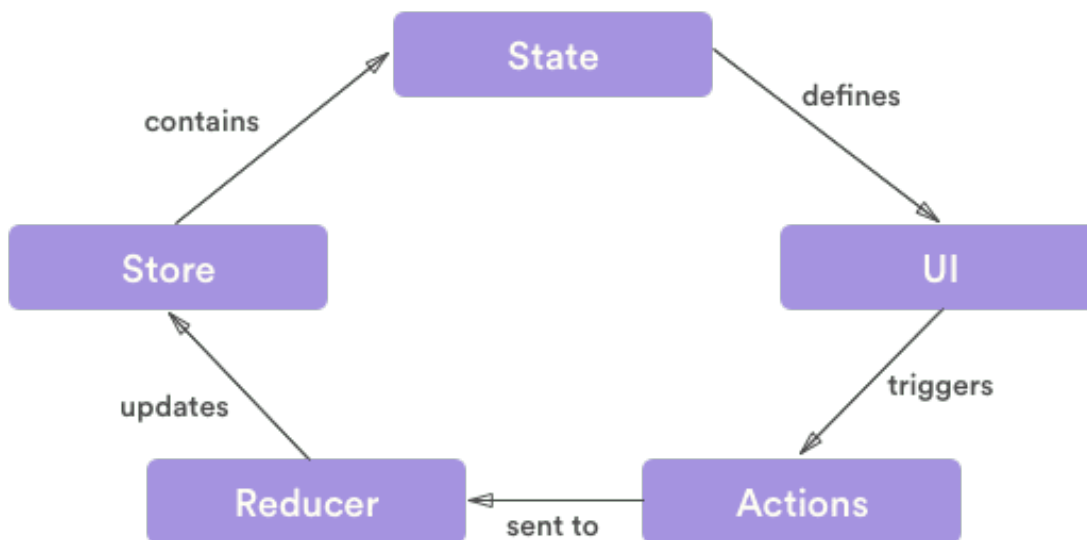 State
defines
contains
Store
UI
triggers
updates
Reducer
sent to
Actions